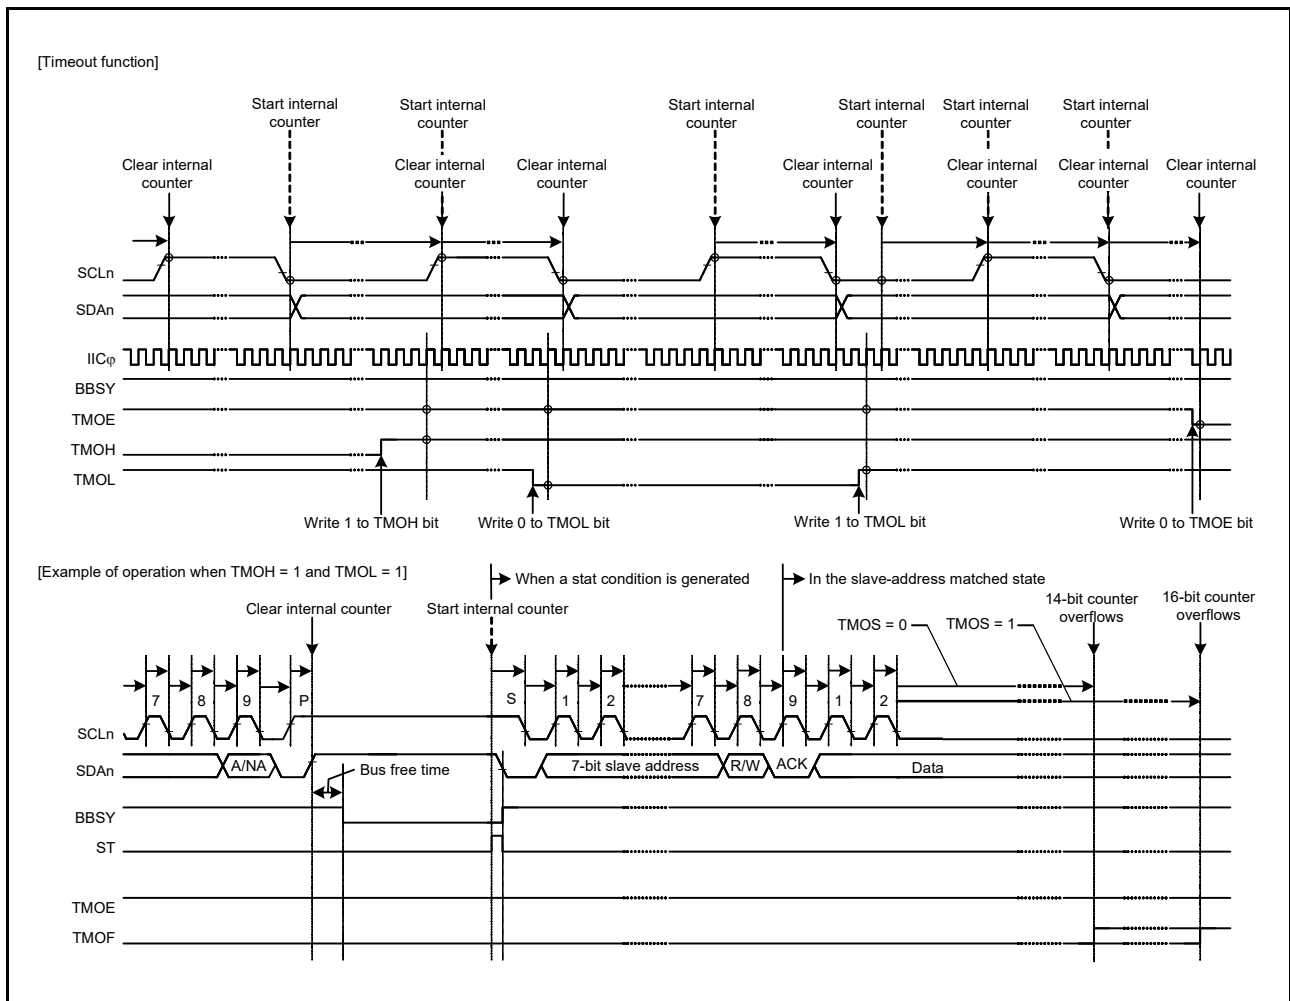 [Timeout function]
Start internal
counter
Start internal
counter
Start internal
counter
Start internal
counter
Start internal
counter
Start internal
counter
Clear internal
counter
Clear internal
counter
Clear internal
counter
Clear internal
counter
Clear internal
counter
Clear internal
counter
Clear internal
counter
SCLn
SDAn
IICφ
BBSY
TMOE
TMOH
TMOL
Write 1 to TMOH bit
Write 0 to TMOL bit
Write 1 to TMOL bit
Write 0 to TMOE bit
[Example of operation when TMOH = 1 and TMOL = 1]
When a stat condition is generated
In the slave-address matched state
Clear internal counter
Start internal counter
14-bit counter
overflows
16-bit counter
overflows
TMOS = 0
TMOS = 1
7 8 9 P S 1 2 7 8 9 1 2
SCLn
SDAn
A/NA
7-bit slave address
R/W
ACK
Data
Bus free time
BBSY
ST
TMOE
TMOF